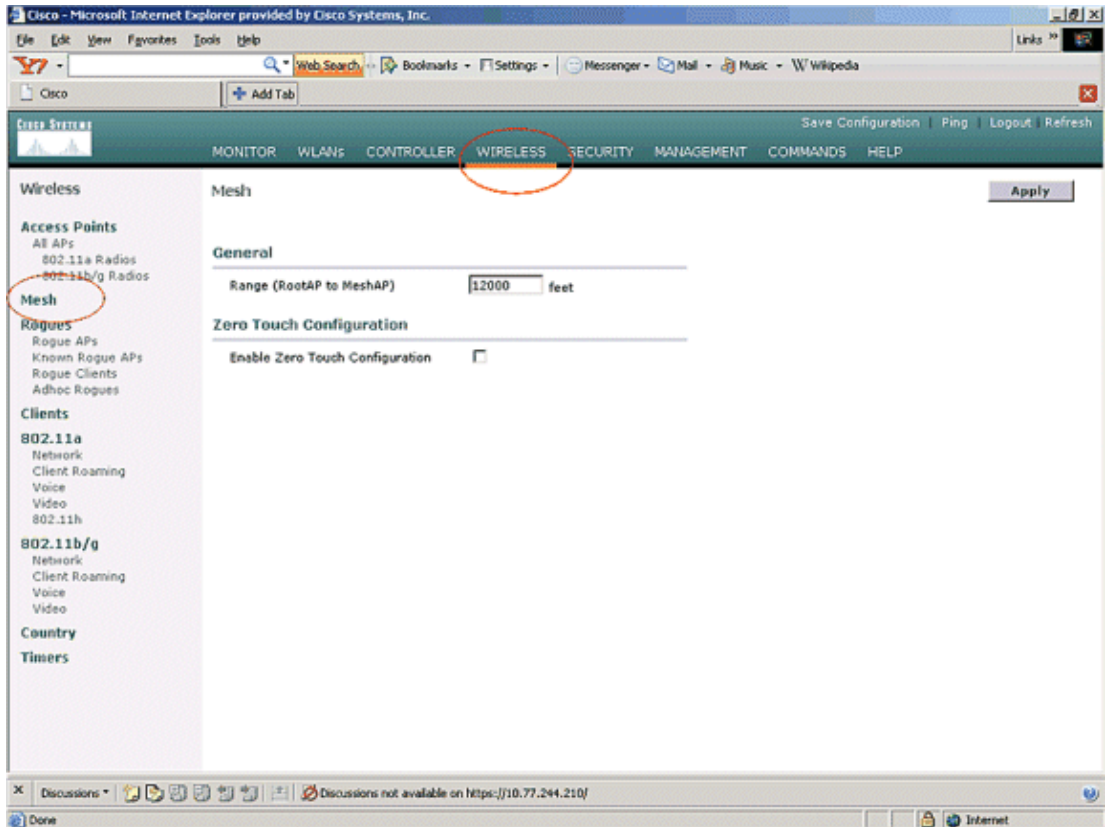 Cisco - Microsoft Internet Explorer provided by Cisco Systems, Inc.
File Edit View Favorites Tools Help Links »
Y7 Web Search Bookmarks Settings Messenger Mail Music W Wikipedia
Cisco Add Tab
CISCO SYSTEMS
Save Configuration | Ping | Logout | Refresh
MONITOR WLANs CONTROLLER WIRELESS SECURITY MANAGEMENT COMMANDS HELP
Wireless
Access Points
All APs
802.11a Radios
802.11b/g Radios
Mesh
Rogues
Rogue APs
Known Rogue APs
Rogue Clients
Adhoc Rogues
Clients
802.11a
Network
Client Roaming
Voice
Video
802.11h
802.11b/g
Network
Client Roaming
Voice
Video
Country
Timers
Mesh
Apply
General
Range (RootAP to MeshAP) 12000 feet
Zero Touch Configuration
Enable Zero Touch Configuration
Discussions Discussions not available on https://10.77.244.210/
Done Internet